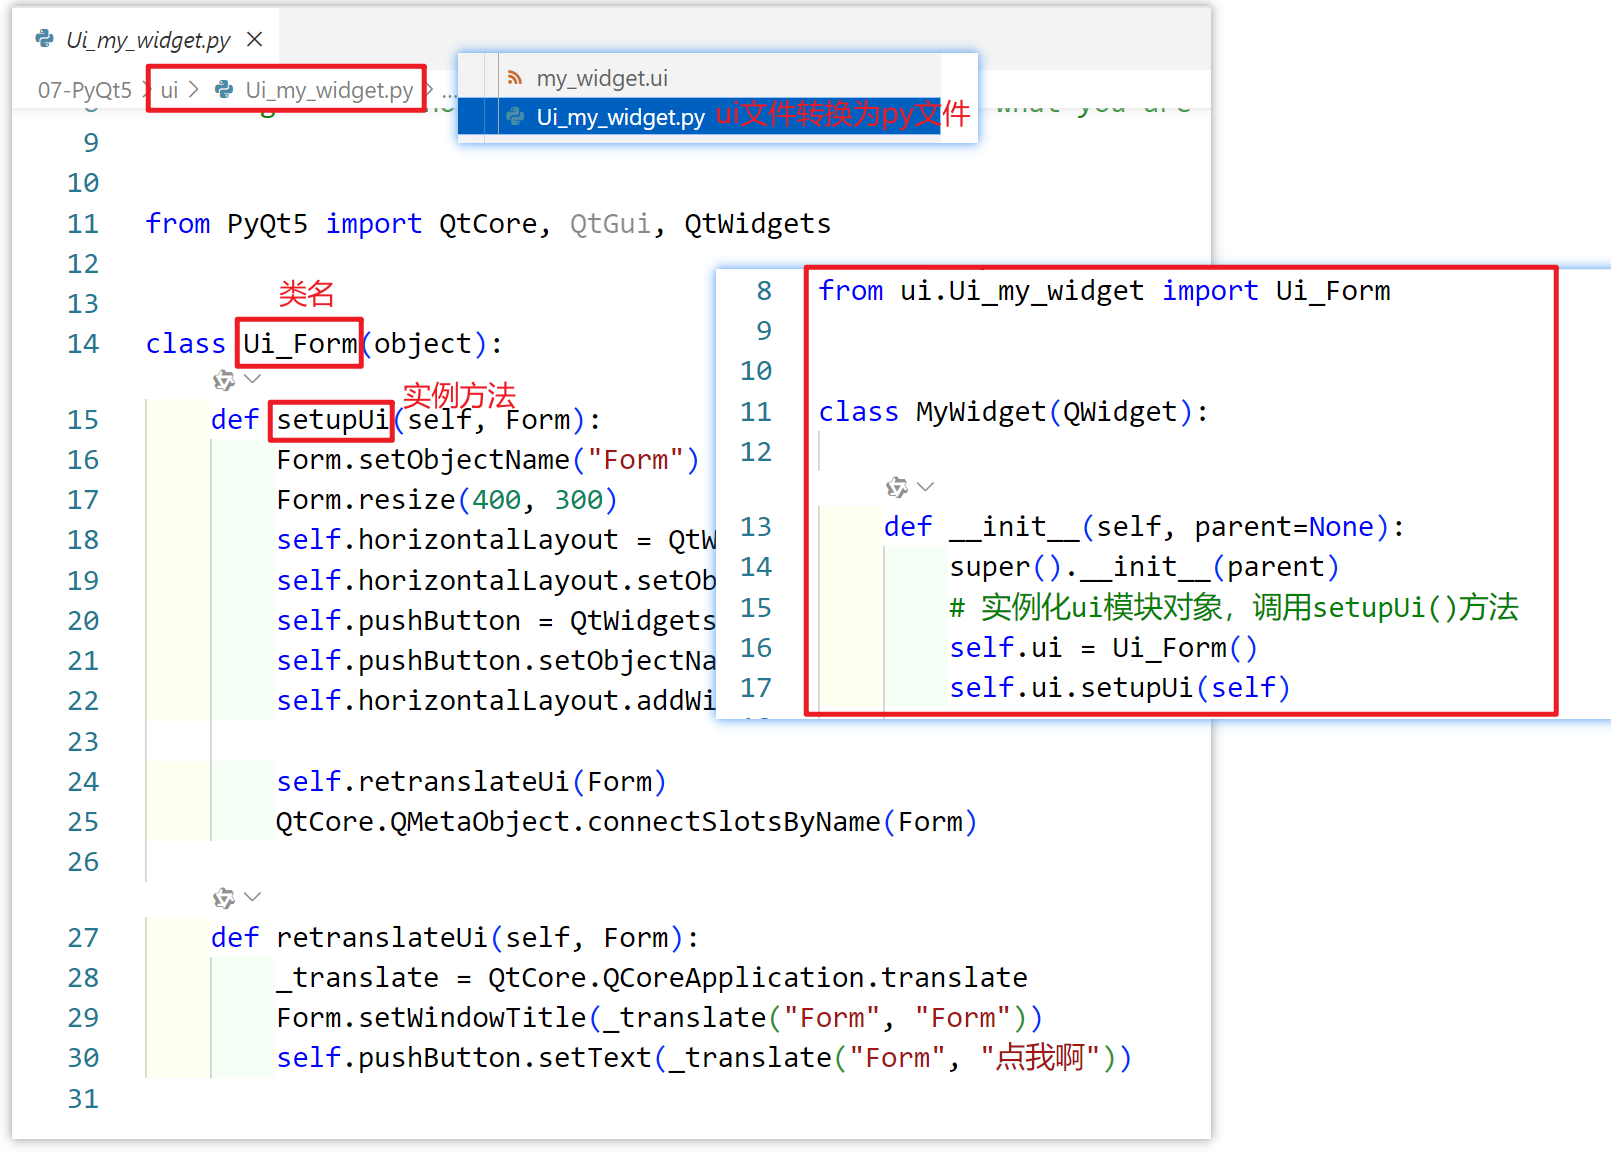 Ui_my_widget.py
07-PyQt5 > ui > Ui_my_widget.py > ...
my_widget.ui
Ui_my_widget.py ui文件转换为py文件
what you are
9
10
11 from PyQt5 import QtCore, QtGui, QtWidgets
12
13
类名
14 class Ui_Form(object):
实例方法
15 def setupUi(self, Form):
16 Form.setObjectName("Form")
17 Form.resize(400, 300)
18 self.horizontalLayout = QtW
19 self.horizontalLayout.setOb
20 self.pushButton = QtWidgets
21 self.pushButton.setObjectNa
22 self.horizontalLayout.addWi
23
24 self.retranslateUi(Form)
25 QtCore.QMetaObject.connectSlotsByName(Form)
26
27 def retranslateUi(self, Form):
28 _translate = QtCore.QCoreApplication.translate
29 Form.setWindowTitle(_translate("Form", "Form"))
30 self.pushButton.setText(_translate("Form", "点我啊"))
31
8 from ui.Ui_my_widget import Ui_Form
9
10
11 class MyWidget(QWidget):
12
13 def __init__(self, parent=None):
14 super().__init__(parent)
15 # 实例化ui模块对象，调用setupUi()方法
16 self.ui = Ui_Form()
17 self.ui.setupUi(self)